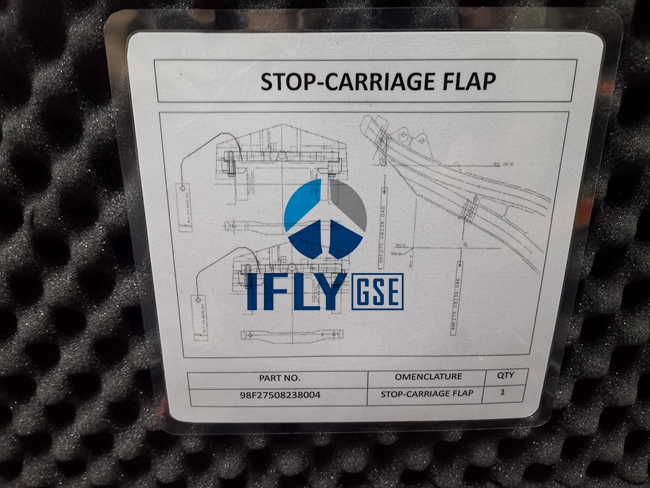 STOP-CARRIAGE FLAP
IFLY GSE
PART NO. OMENCLATURE QTY
98F27508238004 STOP-CARRIAGE FLAP 1